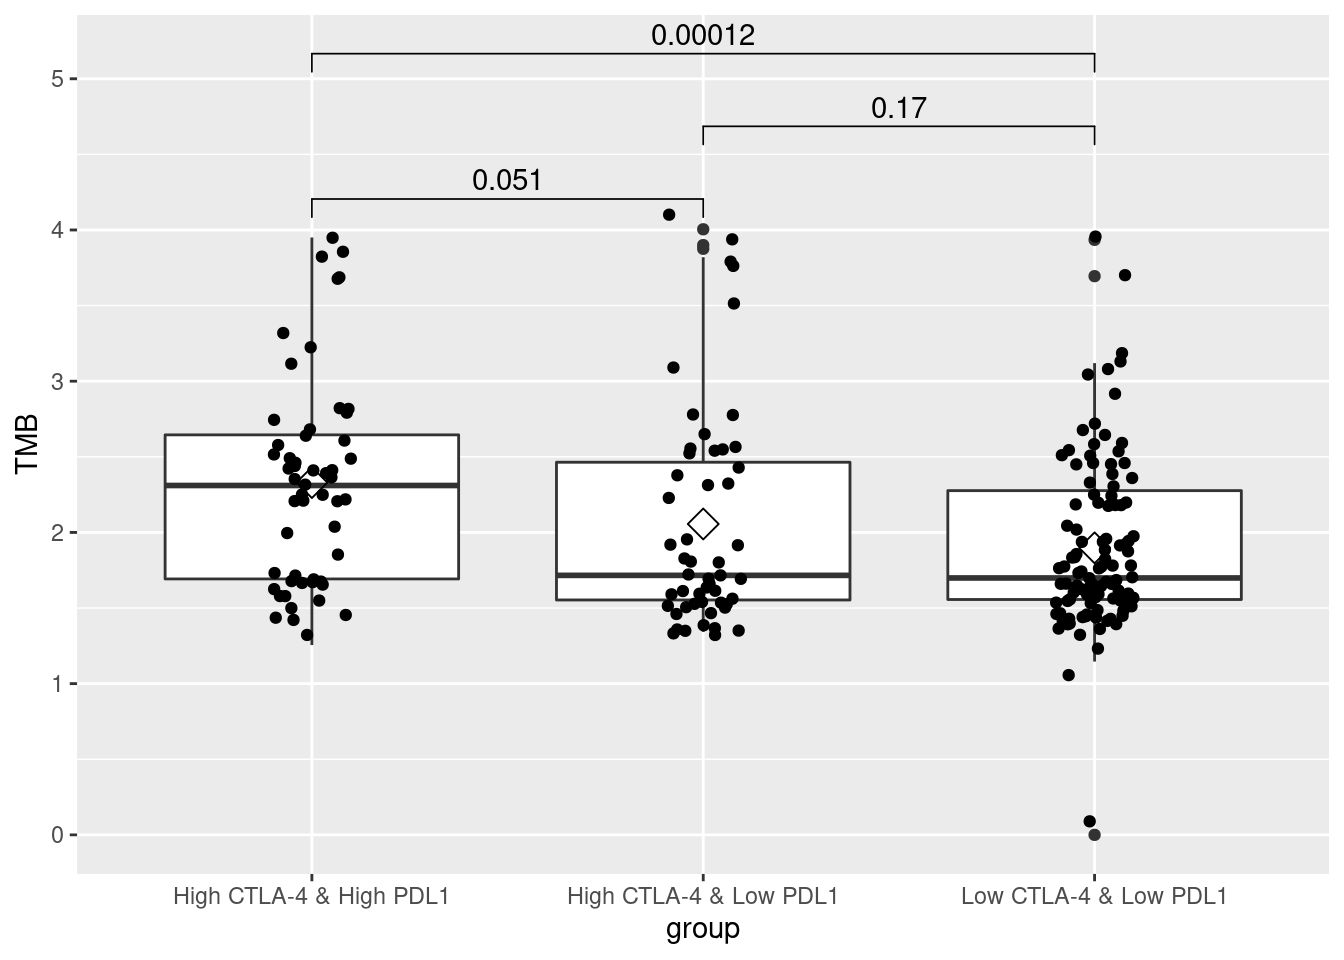 0.00012
5
0.17
0.051
4
3
TMB
2
1
0
High CTLA-4 & High PDL1
High CTLA-4 & Low PDL1
Low CTLA-4 & Low PDL1
group